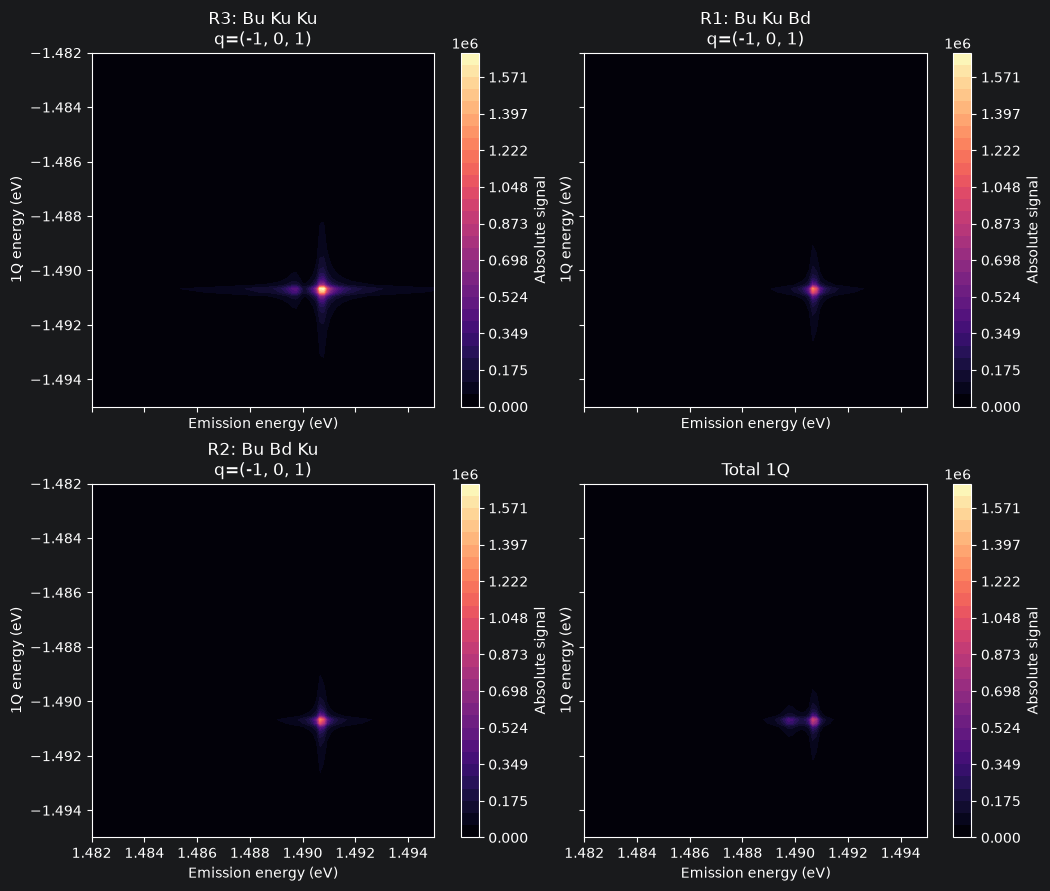 R3: Bu Ku Ku
q=(-1, 0, 1)
1e6
−1.482
−1.484
−1.486
−1.488
−1.490
−1.492
−1.494
1Q energy (eV)
Emission energy (eV)
1.571
1.397
1.222
1.048
0.873
0.698
0.524
0.349
0.175
0.000
Absolute signal
R1: Bu Ku Bd
q=(-1, 0, 1)
1e6
1Q energy (eV)
Emission energy (eV)
1.571
1.397
1.222
1.048
0.873
0.698
0.524
0.349
0.175
0.000
Absolute signal
R2: Bu Bd Ku
q=(-1, 0, 1)
1e6
−1.482
−1.484
−1.486
−1.488
−1.490
−1.492
−1.494
1Q energy (eV)
1.482 1.484 1.486 1.488 1.490 1.492 1.494
Emission energy (eV)
1.571
1.397
1.222
1.048
0.873
0.698
0.524
0.349
0.175
0.000
Absolute signal
Total 1Q
1e6
1Q energy (eV)
1.482 1.484 1.486 1.488 1.490 1.492 1.494
Emission energy (eV)
1.571
1.397
1.222
1.048
0.873
0.698
0.524
0.349
0.175
0.000
Absolute signal